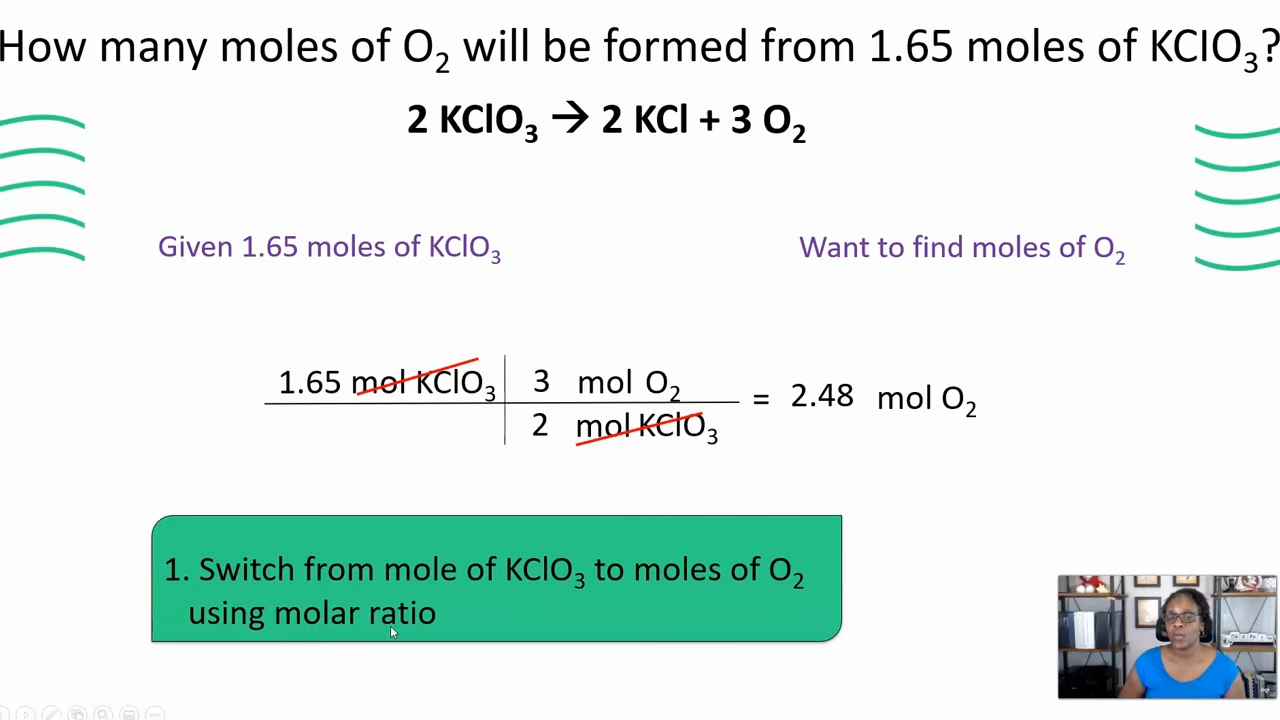 How many moles of O₂ will be formed from 1.65 moles of KClO₃?
2 KClO₃ → 2 KCl + 3 O₂
Given 1.65 moles of KClO₃
Want to find moles of O₂
1.65 mol KClO₃ 3 mol O₂
= 2.48 mol O₂
2 mol KClO₃
1. Switch from mole of KClO₃ to moles of O₂
using molar ratio